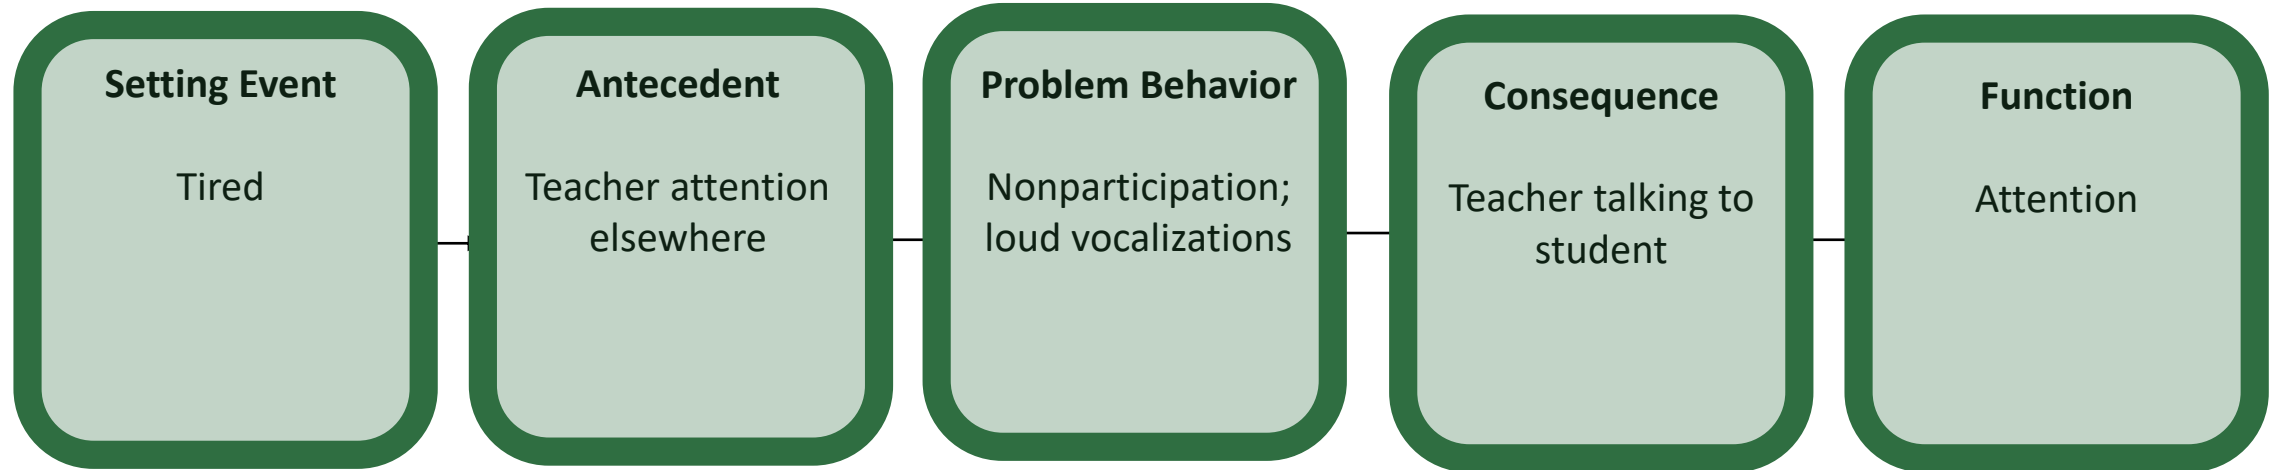 Setting Event
Tired
Antecedent
Teacher attention
elsewhere
Problem Behavior
Nonparticipation;
loud vocalizations
Consequence
Teacher talking to
student
Function
Attention